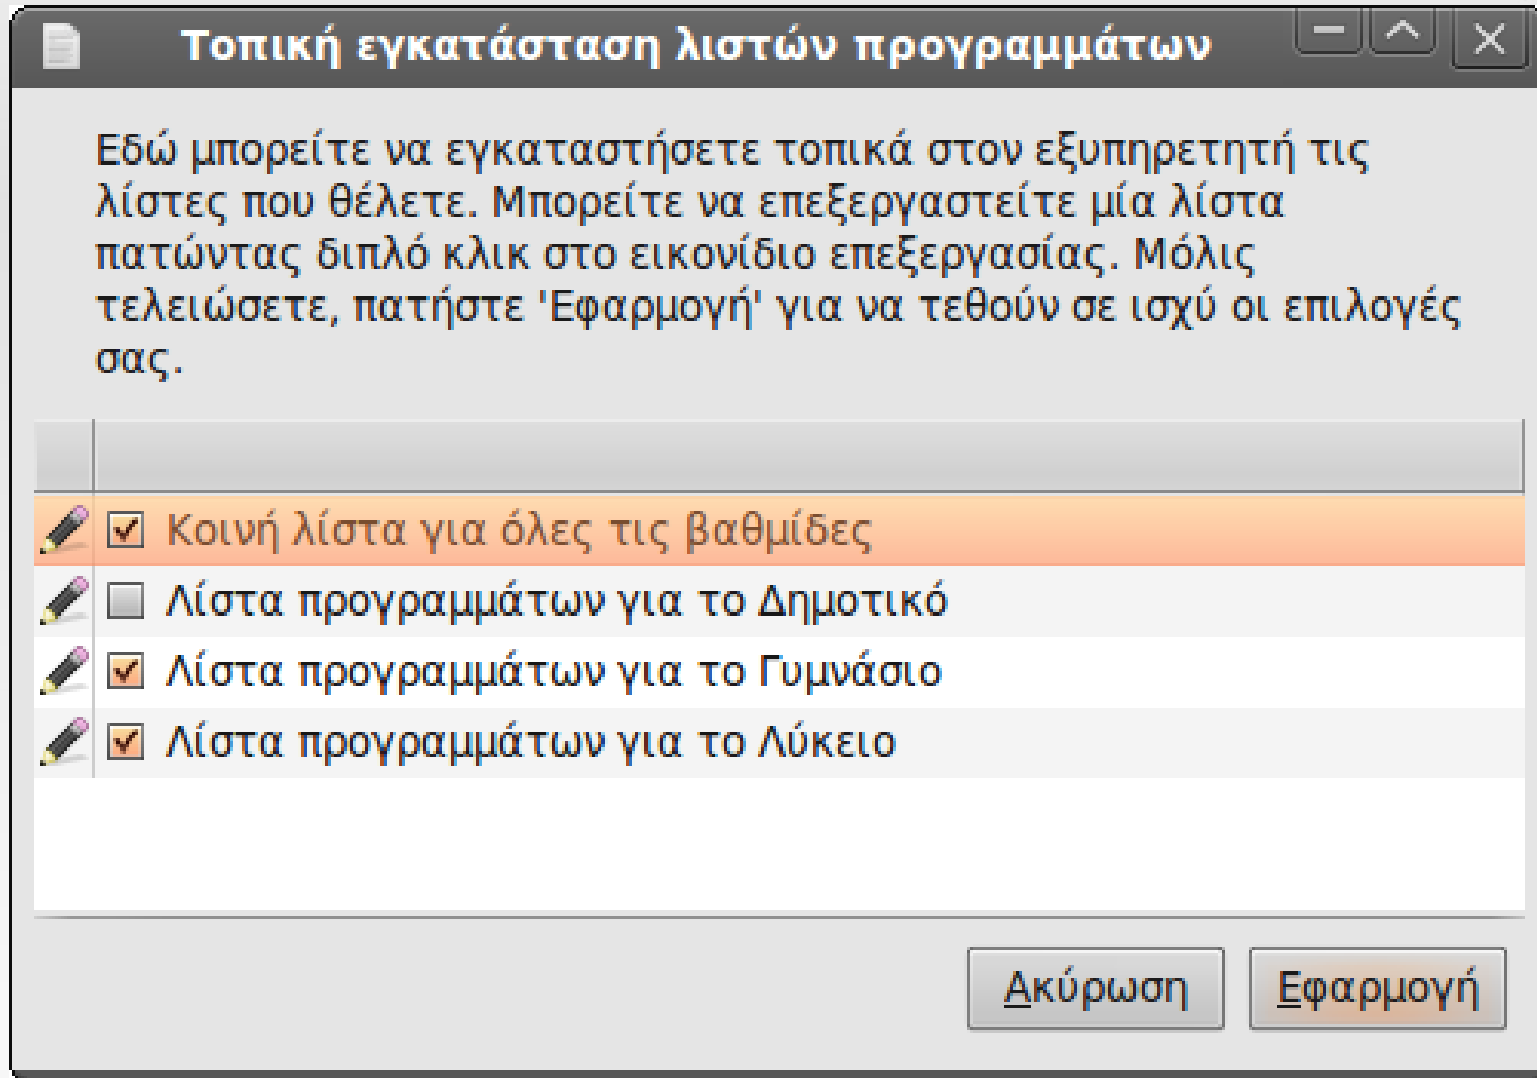 Τοπική εγκατάσταση λιστών προγραμμάτων
Εδώ μπορείτε να εγκαταστήσετε τοπικά στον εξυπηρετητή τις
λίστες που θέλετε. Μπορείτε να επεξεργαστείτε μία λίστα
πατώντας διπλό κλικ στο εικονίδιο επεξεργασίας. Μόλις
τελειώσετε, πατήστε 'Εφαρμογή' για να τεθούν σε ισχύ οι επιλογές
σας.
Κοινή λίστα για όλες τις βαθμίδες
Λίστα προγραμμάτων για το Δημοτικό
Λίστα προγραμμάτων για το Γυμνάσιο
Λίστα προγραμμάτων για το Λύκειο
Ακύρωση Εφαρμογή